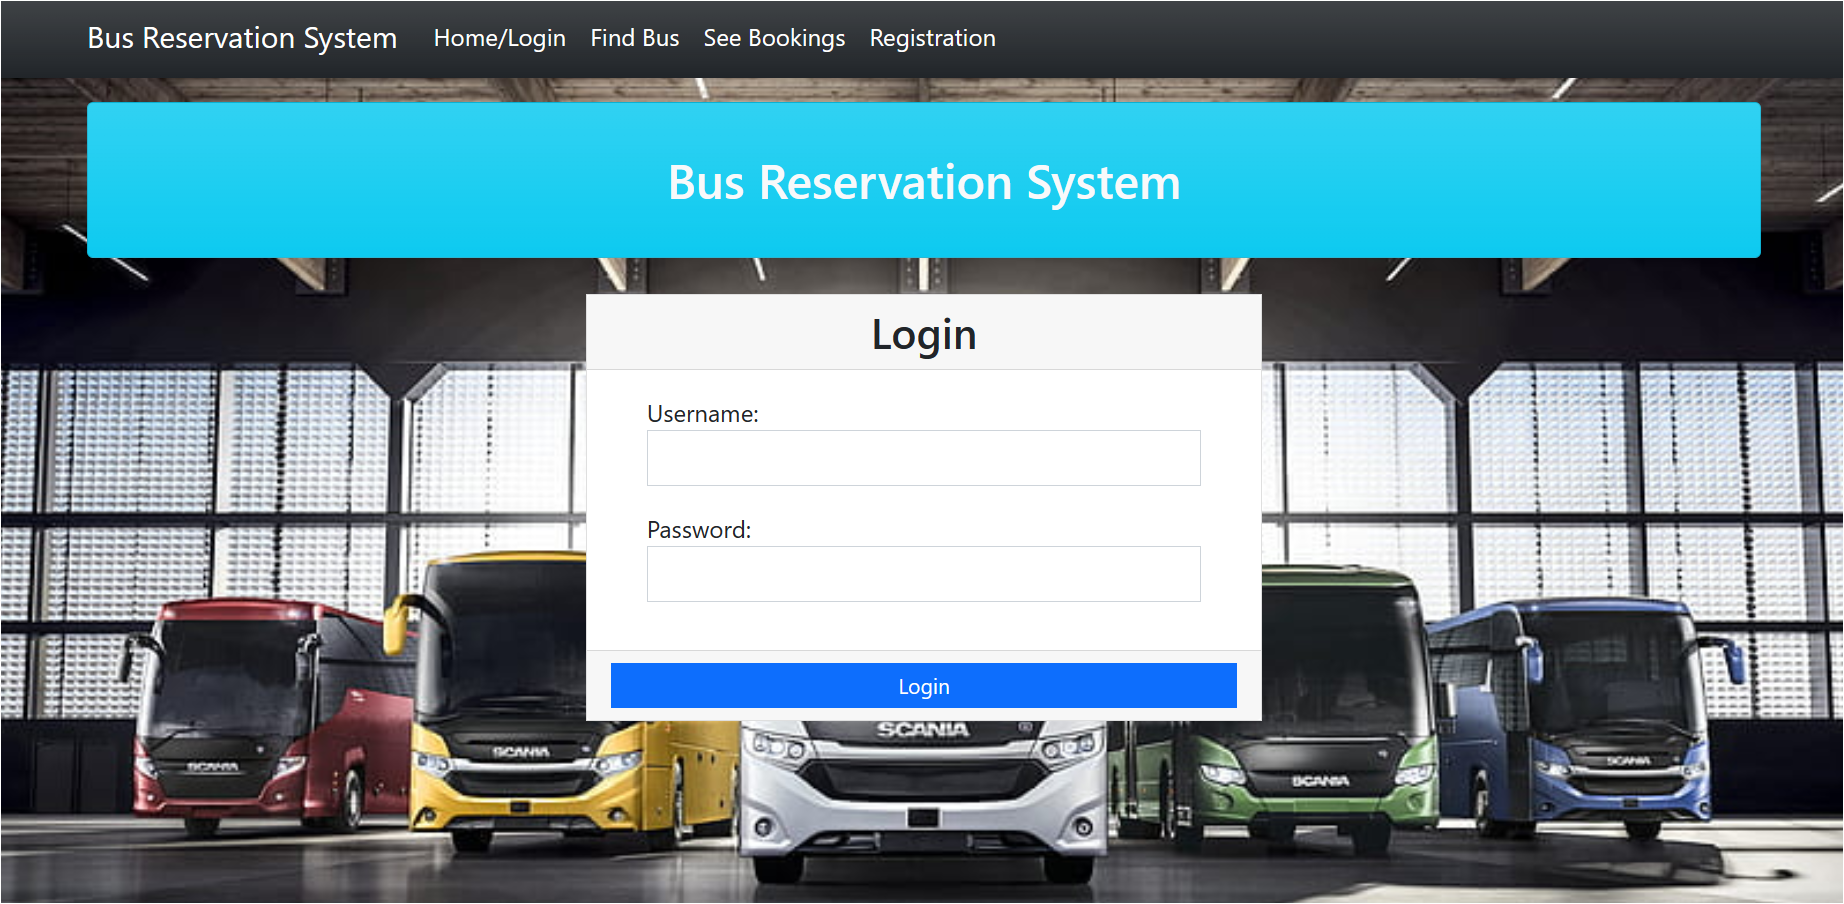 Bus Reservation System Home/Login Find Bus See Bookings Registration
Bus Reservation System
Login
Username:
Password:
Login
SCANIA
SCANIA
SCANIA
SCANIA
SCANIA